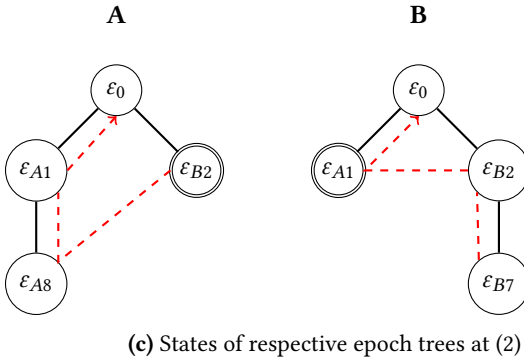 A
B
ε0
ε0
εA1
εB2
εA1
εB2
εA8
εB7
(c) States of respective epoch trees at (2)